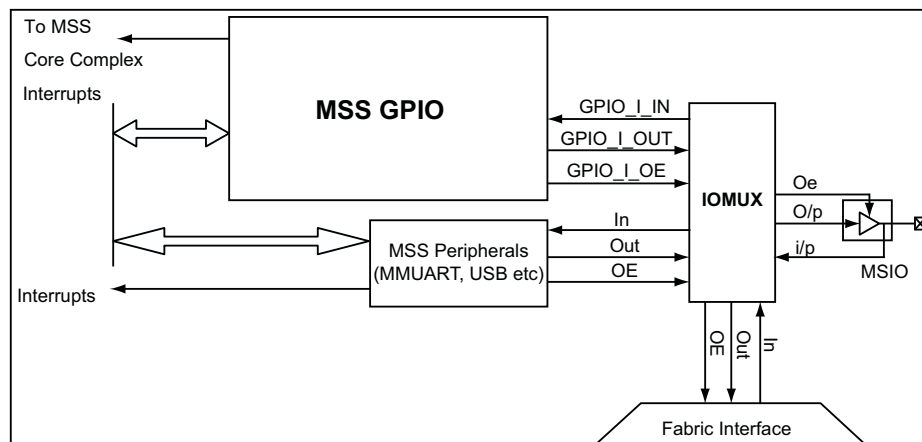 To MSS
Core Complex
Interrupts
MSS GPIO
GPIO_I_IN
GPIO_I_OUT
GPIO_I_OE
IOMUX
Oe
O/p
i/p
MSIO
In
Out
OE
MSS Peripherals
(MMUART, USB etc)
Interrupts
OE
Out
In
Fabric Interface